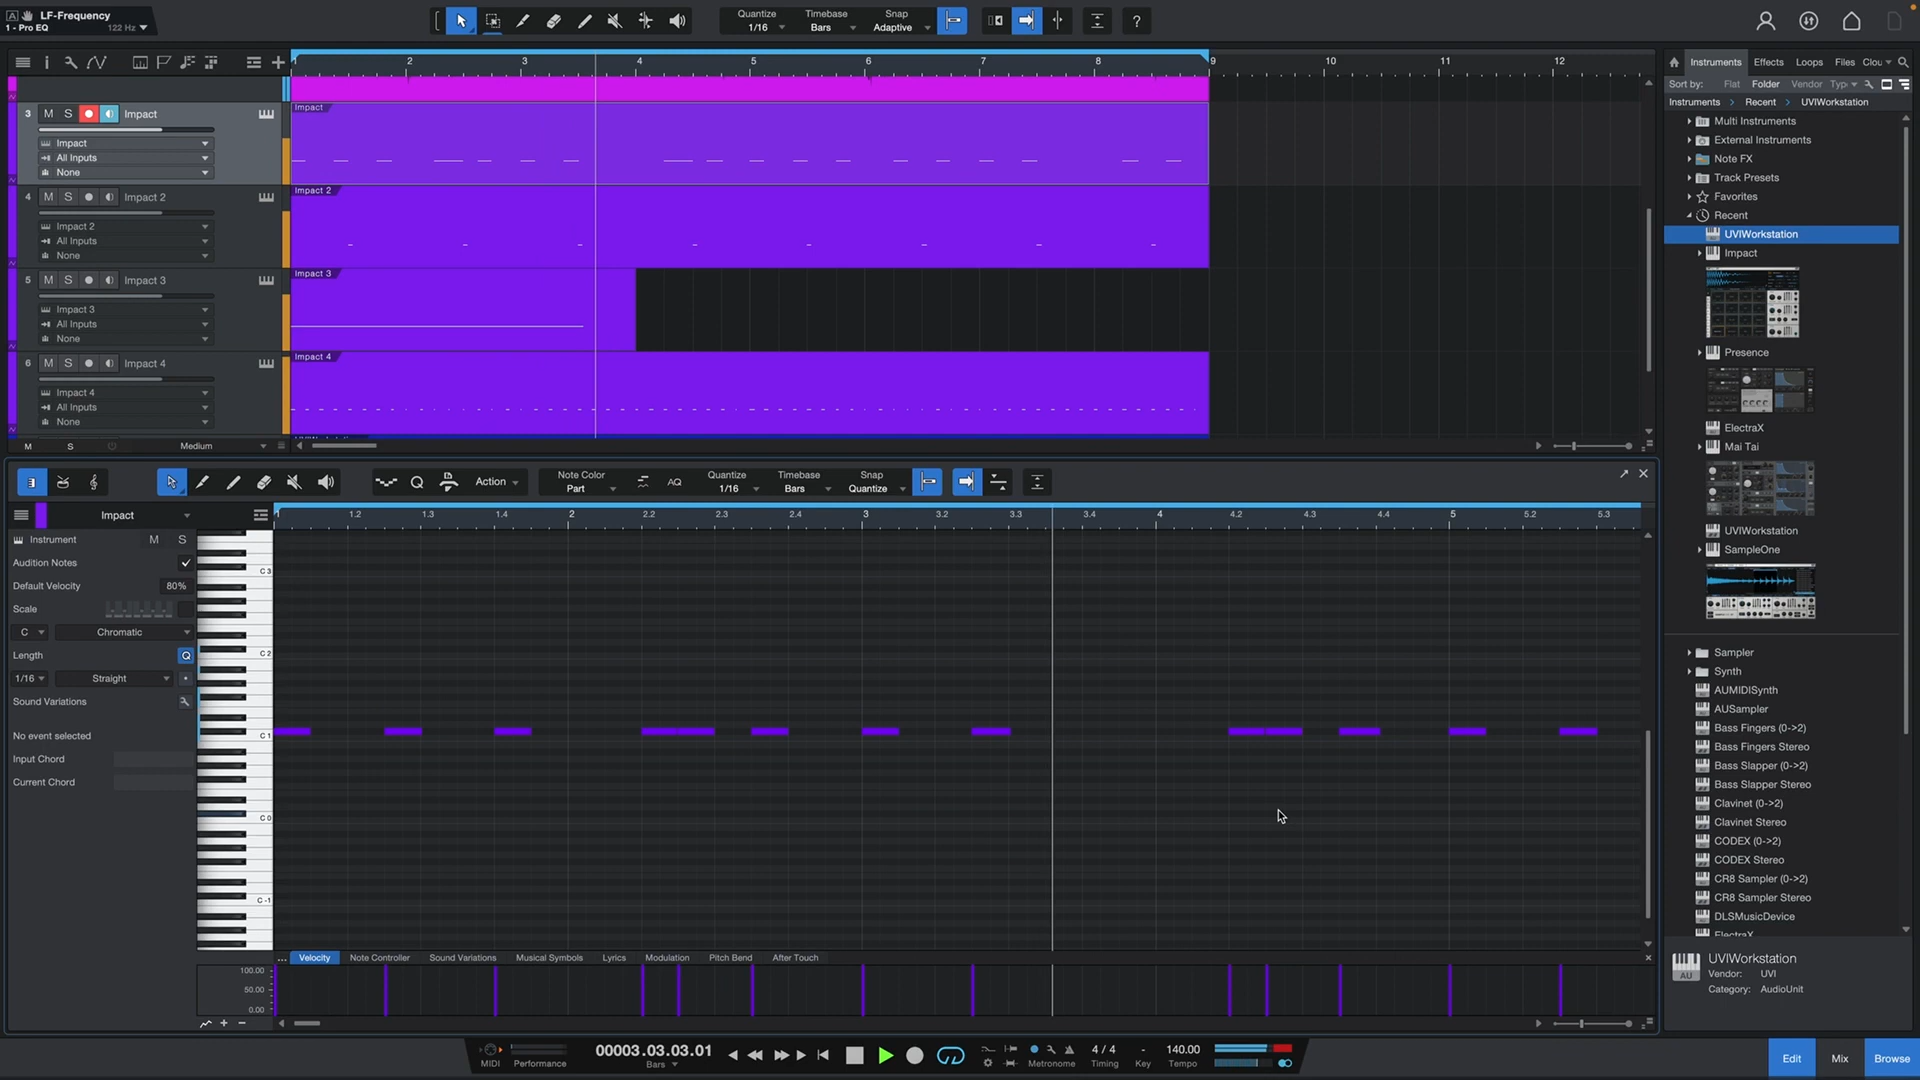 LF-Frequency
1 - Pro EQ
122 Hz
Quantize
1/16
Timebase
Bars
Snap
Adaptive
?
2 3 4 5 6 7 8 9 10 11 12
Instruments Effects Loops Files Clou
Sort by: Flat Folder Vendor Typ
Instruments Recent UVIWorkstation
Multi Instruments
External Instruments
Note FX
Track Presets
Favorites
Recent
UVIWorkstation
Impact
Presence
ElectraX
Mai Tai
UVIWorkstation
SampleOne
Sampler
Synth
AUMIDISynth
AUSampler
Bass Fingers (0->2)
Bass Fingers Stereo
Bass Slapper (0->2)
Bass Slapper Stereo
Clavinet (0->2)
Clavinet Stereo
CODEX (0->2)
CODEX Stereo
CR8 Sampler (0->2)
CR8 Sampler Stereo
DLSMusicDevice
ElectraX
UVIWorkstation
Vendor: UVI
Category: AudioUnit
AU
3 M S Impact
Impact
All Inputs
None
4 M S Impact 2
Impact 2
All Inputs
None
5 M S Impact 3
Impact 3
All Inputs
None
6 M S Impact 4
Impact 4
All Inputs
None
M S Medium
Impact
Impact 2
Impact 3
Impact 4
Action
Note Color
Part
AQ
Quantize
1/16
Timebase
Bars
Snap
Quantize
Impact
1 1.2 1.3 1.4 2 2.2 2.3 2.4 3 3.2 3.3 3.4 4 4.2 4.3 4.4 5 5.2 5.3
Instrument M S
Audition Notes
Default Velocity 80%
Scale
C Chromatic
Length Q
1/16 Straight
Sound Variations
No event selected
Input Chord
Current Chord
C 3
C 2
C 1
C 0
C -1
... Velocity Note Controller Sound Variations Musical Symbols Lyrics Modulation Pitch Bend After Touch
100.00
50.00
0.00
MIDI
Performance
00003.03.03.01
Bars
Metronome
4 / 4
Timing
-
Key
140.00
Tempo
Edit Mix Browse